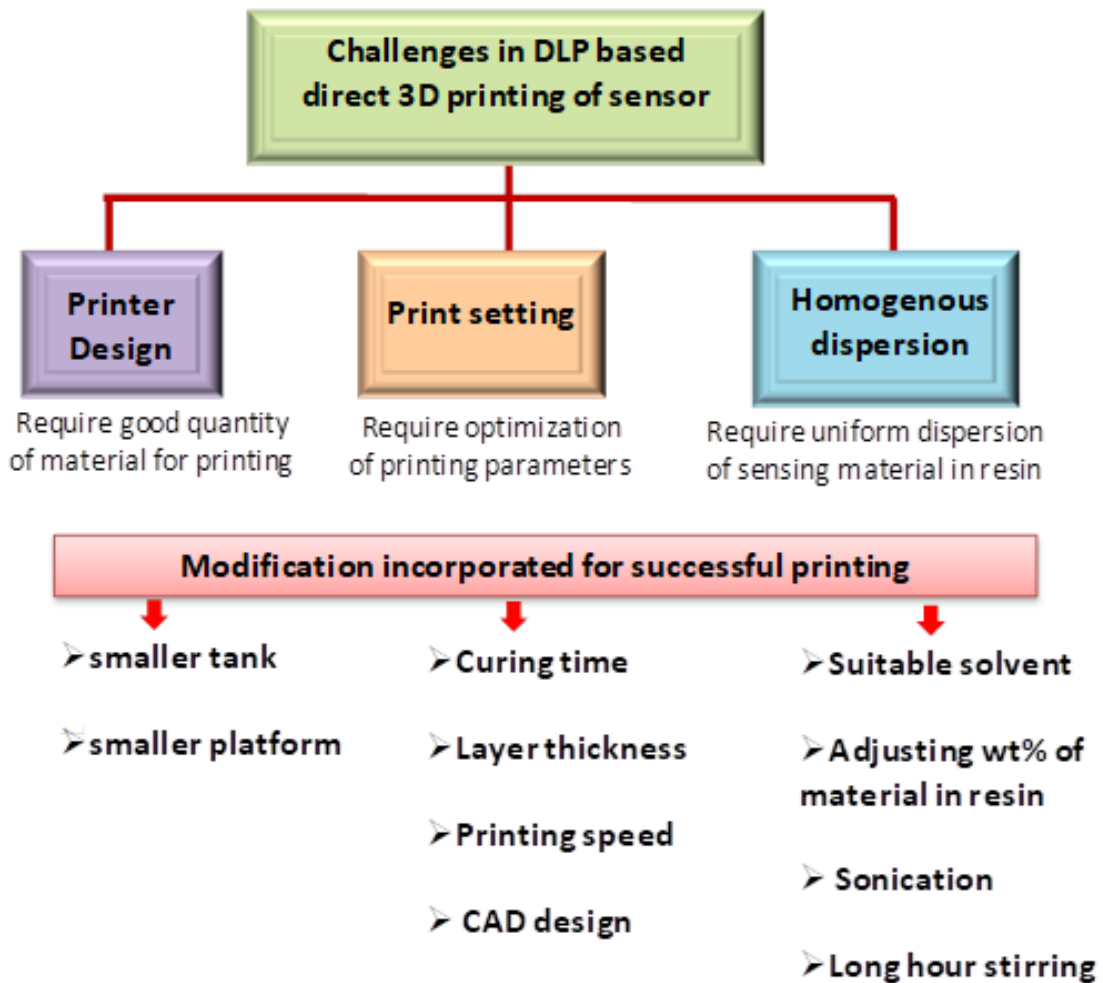 Challenges in DLP based
direct 3D printing of sensor
Printer
Design
Print setting
Homogenous
dispersion
Require good quantity
of material for printing
Require optimization
of printing parameters
Require uniform dispersion
of sensing material in resin
Modification incorporated for successful printing
➢smaller tank
➢smaller platform
➢Curing time
➢Layer thickness
➢Printing speed
➢ CAD design
➢Suitable solvent
➢Adjusting wt% of
material in resin
➢ Sonication
➢Long hour stirring